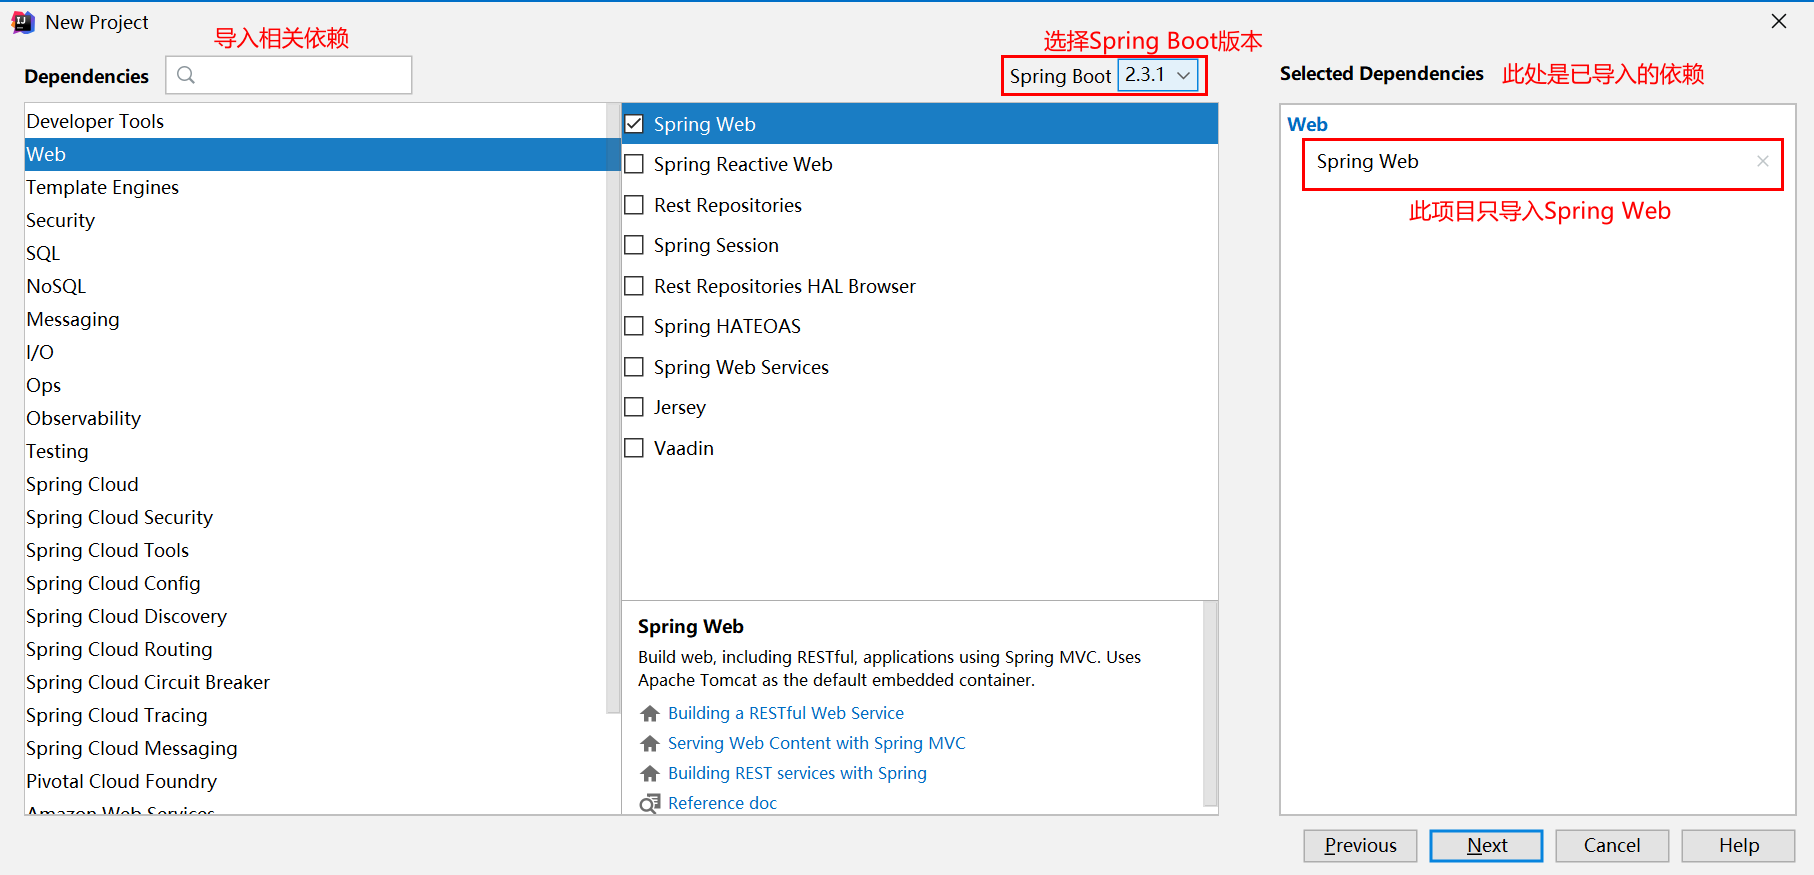 New Project
导入相关依赖
选择Spring Boot版本
Dependencies
Spring Boot 2.3.1
Selected Dependencies
此处是已导入的依赖
Developer Tools
Web
Template Engines
Security
SQL
NoSQL
Messaging
I/O
Ops
Observability
Testing
Spring Cloud
Spring Cloud Security
Spring Cloud Tools
Spring Cloud Config
Spring Cloud Discovery
Spring Cloud Routing
Spring Cloud Circuit Breaker
Spring Cloud Tracing
Spring Cloud Messaging
Pivotal Cloud Foundry
Amazon Web Services
Spring Web
Spring Reactive Web
Rest Repositories
Spring Session
Rest Repositories HAL Browser
Spring HATEOAS
Spring Web Services
Jersey
Vaadin
Spring Web
Build web, including RESTful, applications using Spring MVC. Uses
Apache Tomcat as the default embedded container.
Building a RESTful Web Service
Serving Web Content with Spring MVC
Building REST services with Spring
Reference doc
Web
Spring Web
此项目只导入Spring Web
Previous
Next
Cancel
Help